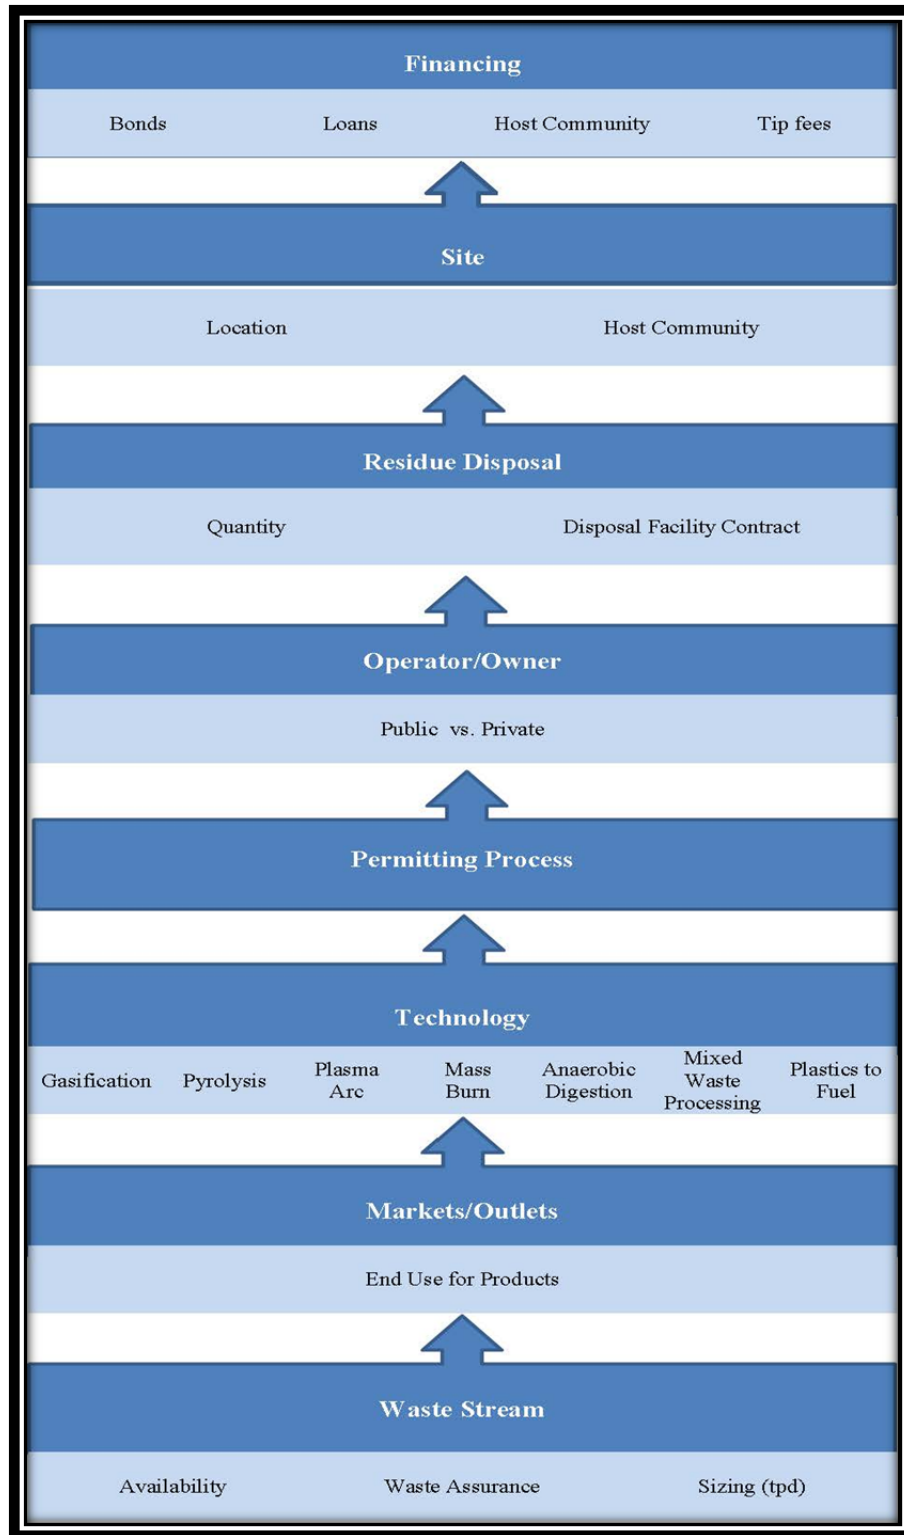 Financing
Bonds Loans Host Community Tip fees
Site
Location Host Community
Residue Disposal
Quantity Disposal Facility Contract
Operator/Owner
Public vs. Private
Permitting Process
Technology
Gasification
Pyrolysis
Plasma
Arc
Mass
Burn
Anaerobic
Digestion
Mixed
Waste
Processing
Plastics to
Fuel
Markets/Outlets
End Use for Products
Waste Stream
Availability Waste Assurance Sizing (tpd)